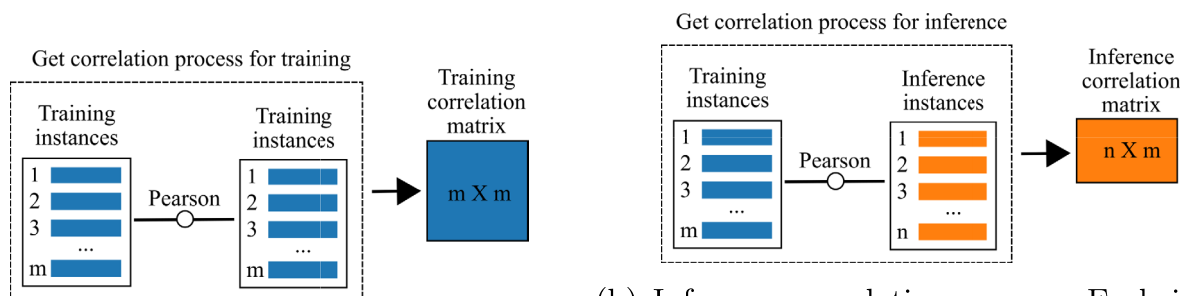 Get correlation process for training
Training
instances
1
2
3
...
m
Pearson
Training
instances
1
2
3
...
m
Training
correlation
matrix
m X m
Get correlation process for inference
Training
instances
1
2
3
...
m
Pearson
Inference
instances
1
2
3
...
n
Inference
correlation
matrix
n X m